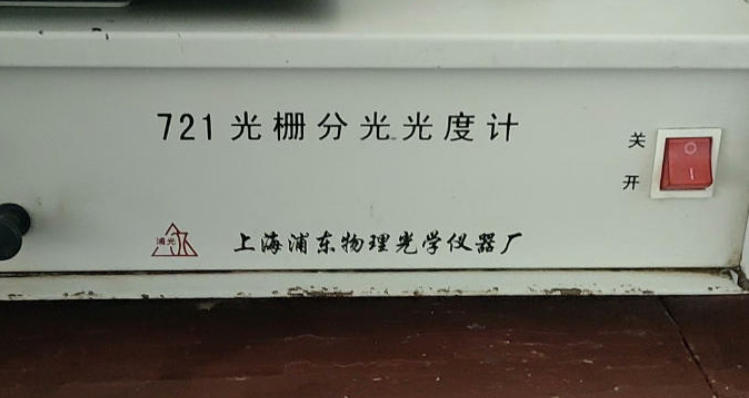 721光栅分光光度计
关
开
浦光
上海浦东物理光学仪器厂